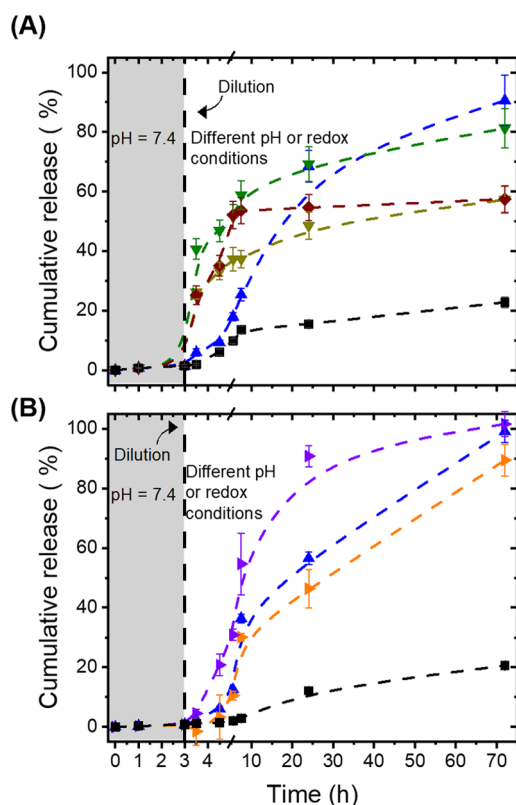 (A)
100
80
60
40
20
0
Cumulative release ( %)
pH = 7.4
Dilution
Different pH or redox
conditions
(B)
100
80
60
40
20
0
Cumulative release ( %)
Dilution
pH = 7.4
Different pH
or redox
conditions
0 1 2 3 4 10 20 30 40 50 60 70
Time (h)